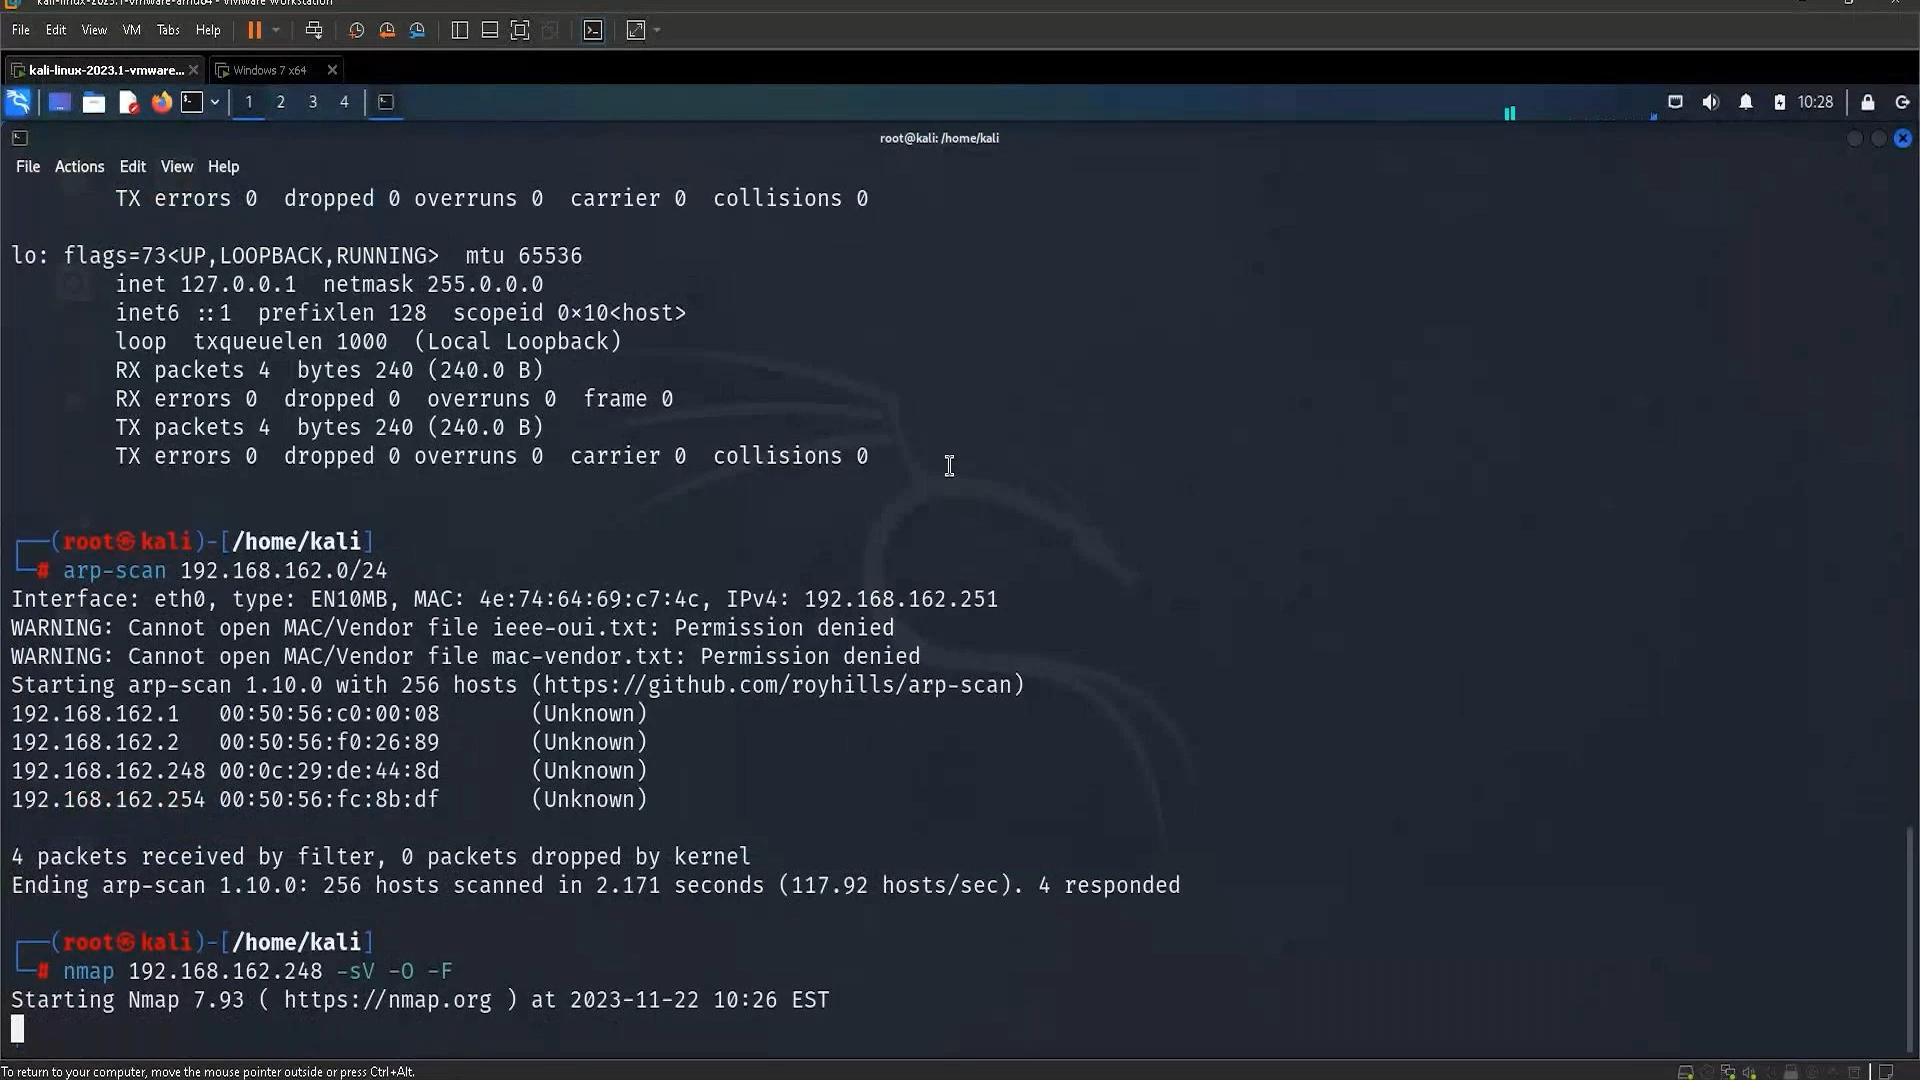 kali-linux-2023.1-vmware-amd64 - VMware Workstation
File Edit View VM Tabs Help
kali-linux-2023.1-vmware... Windows 7 x64
1 2 3 4 10:28
root@kali: /home/kali
File Actions Edit View Help
TX errors 0  dropped 0 overruns 0  carrier 0  collisions 0
lo: flags=73<UP,LOOPBACK,RUNNING>  mtu 65536
inet 127.0.0.1  netmask 255.0.0.0
inet6 ::1  prefixlen 128  scopeid 0×10<host>
loop  txqueuelen 1000  (Local Loopback)
RX packets 4  bytes 240 (240.0 B)
RX errors 0  dropped 0  overruns 0  frame 0
TX packets 4  bytes 240 (240.0 B)
TX errors 0  dropped 0 overruns 0  carrier 0  collisions 0
(root㉿kali)-[/home/kali]
# arp-scan 192.168.162.0/24
Interface: eth0, type: EN10MB, MAC: 4e:74:64:69:c7:4c, IPv4: 192.168.162.251
WARNING: Cannot open MAC/Vendor file ieee-oui.txt: Permission denied
WARNING: Cannot open MAC/Vendor file mac-vendor.txt: Permission denied
Starting arp-scan 1.10.0 with 256 hosts (https://github.com/royhills/arp-scan)
192.168.162.1   00:50:56:c0:00:08       (Unknown)
192.168.162.2   00:50:56:f0:26:89       (Unknown)
192.168.162.248 00:0c:29:de:44:8d       (Unknown)
192.168.162.254 00:50:56:fc:8b:df       (Unknown)
4 packets received by filter, 0 packets dropped by kernel
Ending arp-scan 1.10.0: 256 hosts scanned in 2.171 seconds (117.92 hosts/sec). 4 responded
(root㉿kali)-[/home/kali]
# nmap 192.168.162.248 -sV -O -F
Starting Nmap 7.93 ( https://nmap.org ) at 2023-11-22 10:26 EST
To return to your computer, move the mouse pointer outside or press Ctrl+Alt.